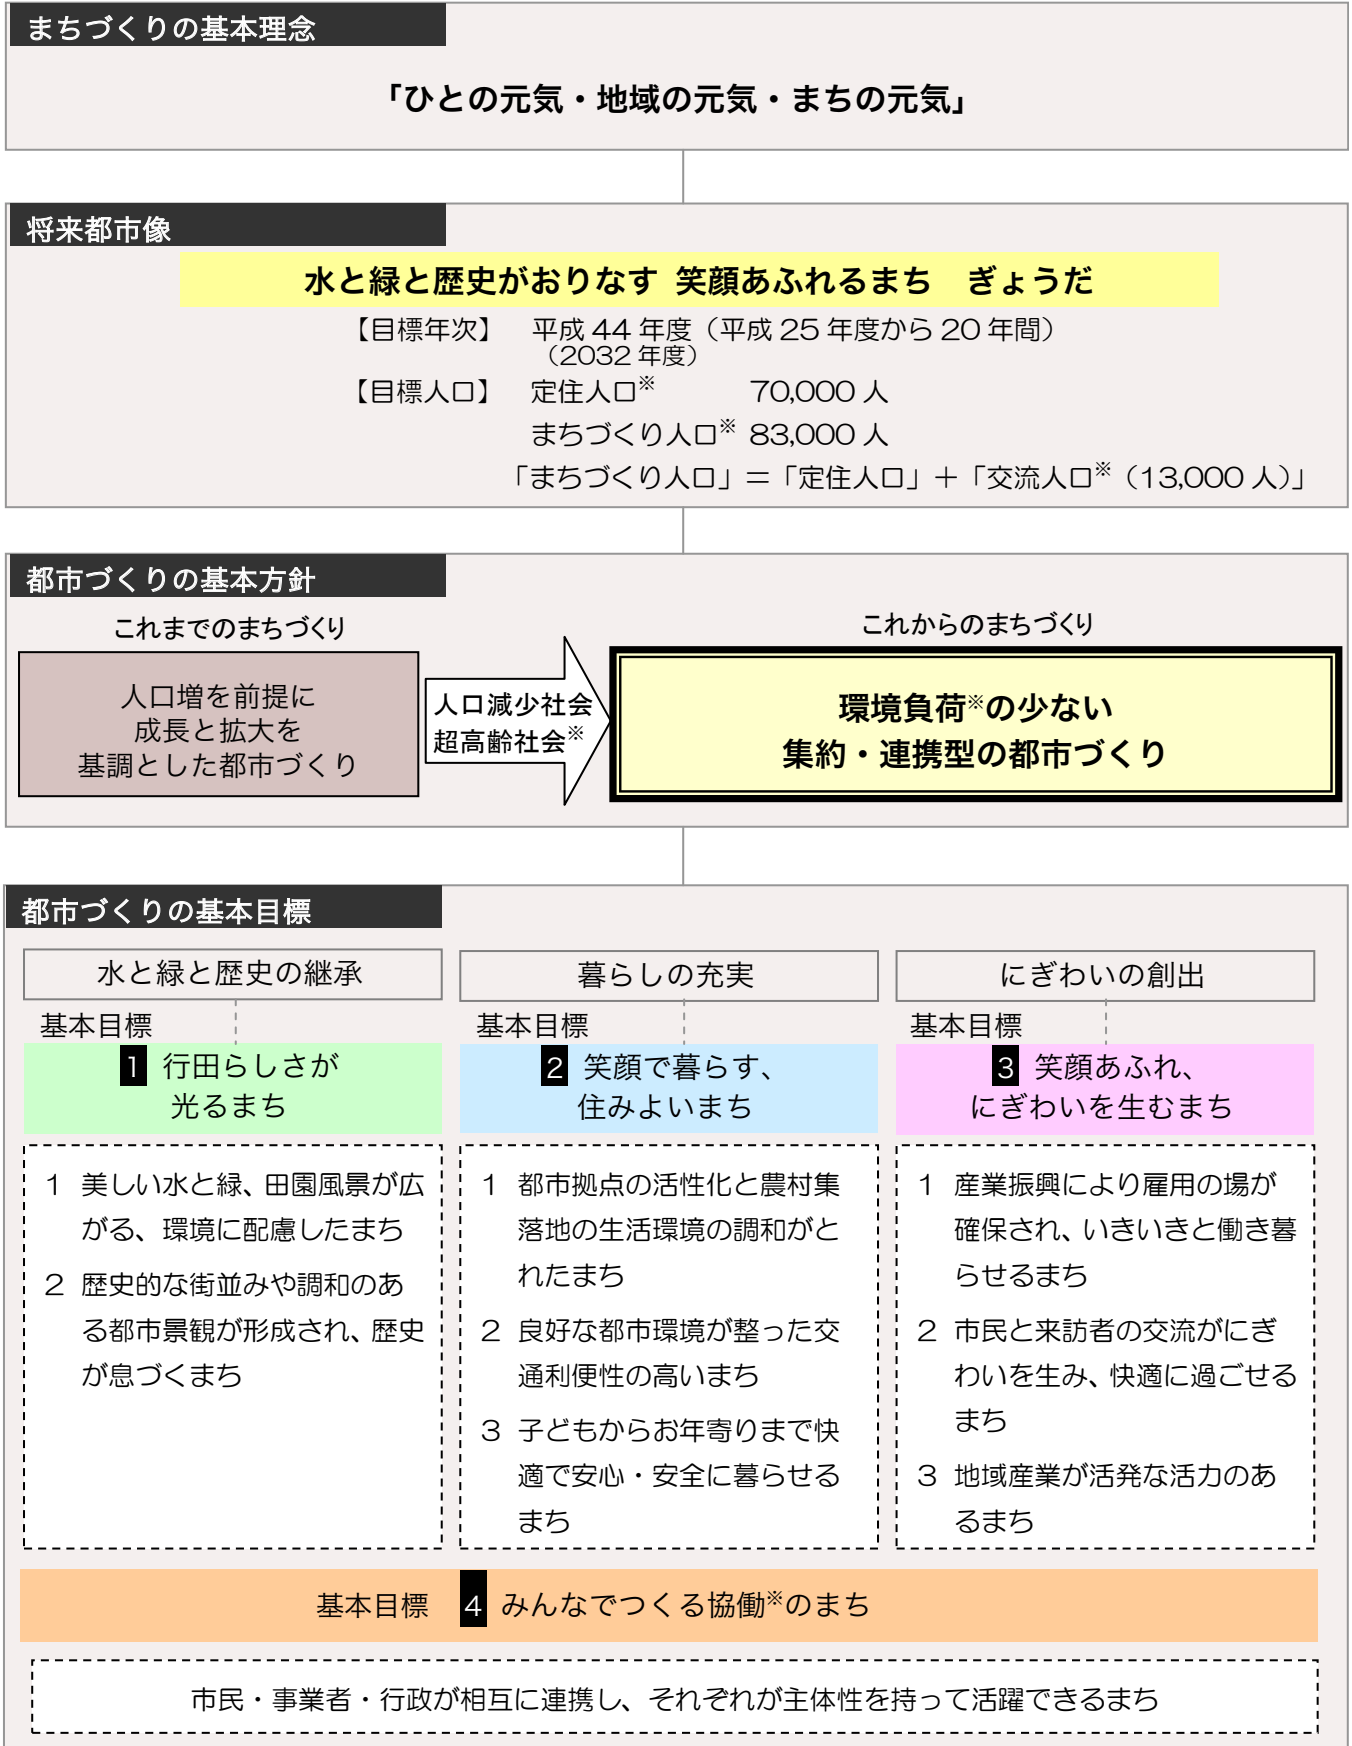 まちづくりの基本理念
「ひとの元気・地域の元気・まちの元気」
将来都市像
水と緑と歴史がおりなす 笑顔あふれるまち　ぎょうだ
【目標年次】　平成 44 年度（平成 25 年度から 20 年間）
（2032 年度）
【目標人口】　定住人口※　70,000 人
まちづくり人口※ 83,000 人
「まちづくり人口」＝「定住人口」＋「交流人口※（13,000 人）」
都市づくりの基本方針
これまでのまちづくり
人口増を前提に
成長と拡大を
基調とした都市づくり
人口減少社会
超高齢社会※
これからのまちづくり
環境負荷※の少ない
集約・連携型の都市づくり
都市づくりの基本目標
水と緑と歴史の継承
基本目標
1 行田らしさが
光るまち
1 美しい水と緑、田園風景が広
がる、環境に配慮したまち
2 歴史的な街並みや調和のあ
る都市景観が形成され、歴史
が息づくまち
暮らしの充実
基本目標
2 笑顔で暮らす、
住みよいまち
1 都市拠点の活性化と農村集
落地の生活環境の調和がと
れたまち
2 良好な都市環境が整った交
通利便性の高いまち
3 子どもからお年寄りまで快
適で安心・安全に暮らせる
まち
にぎわいの創出
基本目標
3 笑顔あふれ、
にぎわいを生むまち
1 産業振興により雇用の場が
確保され、いきいきと働き暮
らせるまち
2 市民と来訪者の交流がにぎ
わいを生み、快適に過ごせる
まち
3 地域産業が活発な活力のあ
るまち
基本目標　4 みんなでつくる協働※のまち
市民・事業者・行政が相互に連携し、それぞれが主体性を持って活躍できるまち